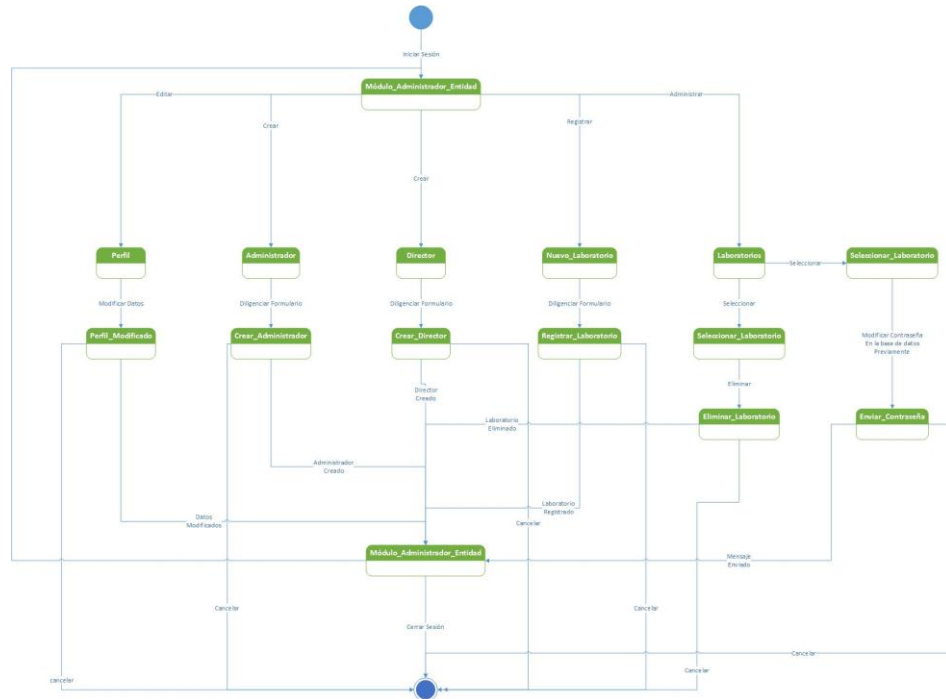 Iniciar Sesión
Módulo_Administrador_Entidad
Editar
Administrar
Crear
Registrar
Crear
Perfil
Administrador
Director
Nuevo_Laboratorio
Laboratorios
Seleccionar
Seleccionar_Laboratorio
Modificar Datos
Diligenciar Formulario
Diligenciar Formulario
Diligenciar Formulario
Seleccionar
Perfil_Modificado
Crear_Administrador
Crear_Director
Registrar_Laboratorio
Seleccionar_Laboratorio
Modificar Contraseña
En la base de datos
Previamente
Eliminar
Director
Creado
Laboratorio
Eliminado
Eliminar_Laboratorio
Enviar_Contraseña
Administrador
Creado
Laboratorio
Registrado
Datos
Modificados
Cancelar
Módulo_Administrador_Entidad
Mensaje
Enviado
Cancelar
Cancelar
Cerrar Sesión
Cancelar
Cancelar
cancelar